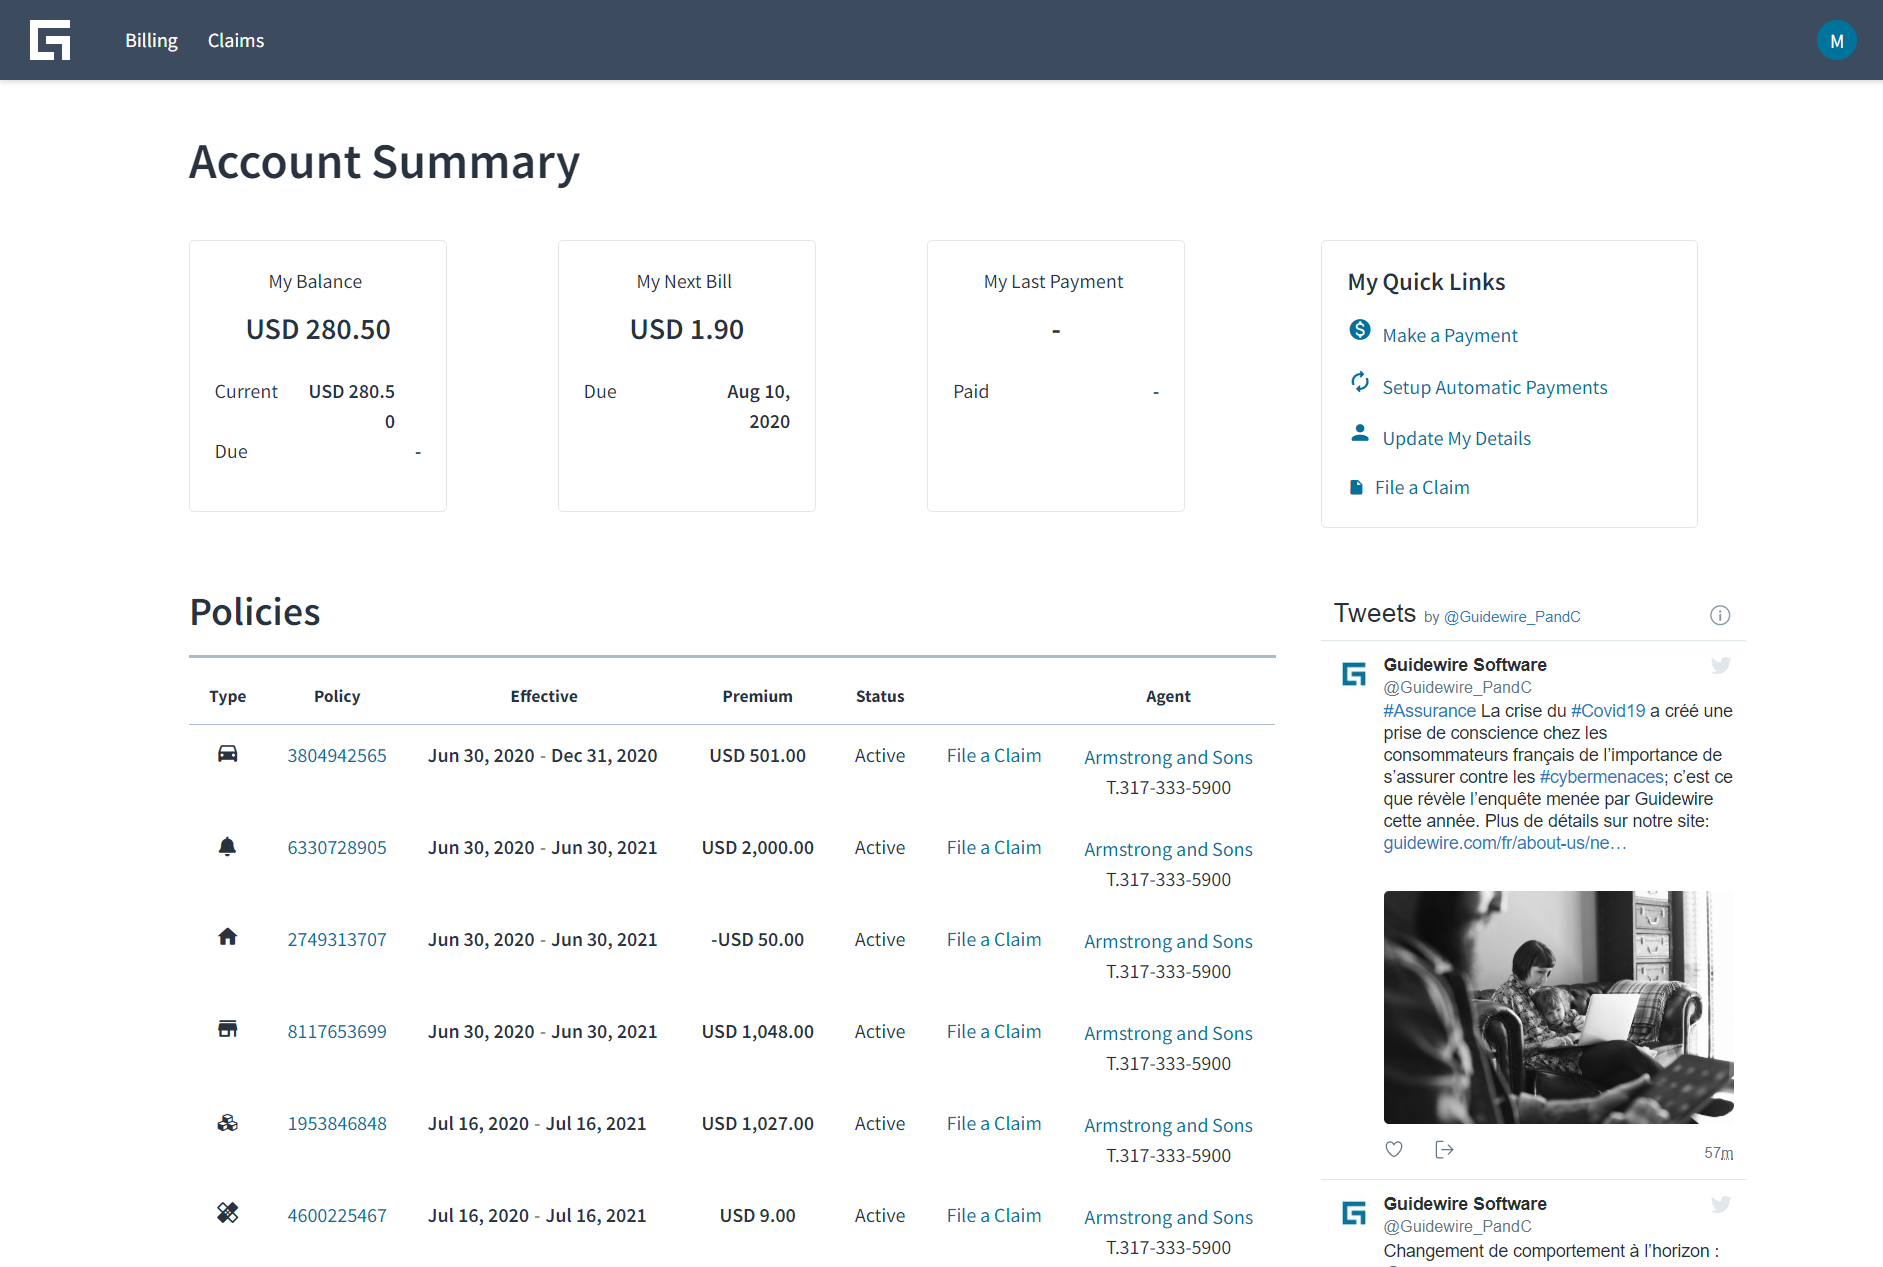 Billing Claims
M
Account Summary
My Balance
USD 280.50
Current USD 280.5
0
Due -
My Next Bill
USD 1.90
Due Aug 10,
2020
My Last Payment
-
Paid -
My Quick Links
Make a Payment
Setup Automatic Payments
Update My Details
File a Claim
Policies
Type Policy Effective Premium Status Agent
3804942565 Jun 30, 2020 - Dec 31, 2020 USD 501.00 Active File a Claim Armstrong and Sons
T.317-333-5900
6330728905 Jun 30, 2020 - Jun 30, 2021 USD 2,000.00 Active File a Claim Armstrong and Sons
T.317-333-5900
2749313707 Jun 30, 2020 - Jun 30, 2021 -USD 50.00 Active File a Claim Armstrong and Sons
T.317-333-5900
8117653699 Jun 30, 2020 - Jun 30, 2021 USD 1,048.00 Active File a Claim Armstrong and Sons
T.317-333-5900
1953846848 Jul 16, 2020 - Jul 16, 2021 USD 1,027.00 Active File a Claim Armstrong and Sons
T.317-333-5900
4600225467 Jul 16, 2020 - Jul 16, 2021 USD 9.00 Active File a Claim Armstrong and Sons
T.317-333-5900
Tweets by @Guidewire_PandC
Guidewire Software
@Guidewire_PandC
#Assurance La crise du #Covid19 a créé une
prise de conscience chez les
consommateurs français de l’importance de
s’assurer contre les #cybermenaces; c’est ce
que révèle l’enquête menée par Guidewire
cette année. Plus de détails sur notre site:
guidewire.com/fr/about-us/ne…
57m
Guidewire Software
@Guidewire_PandC
Changement de comportement à l’horizon :